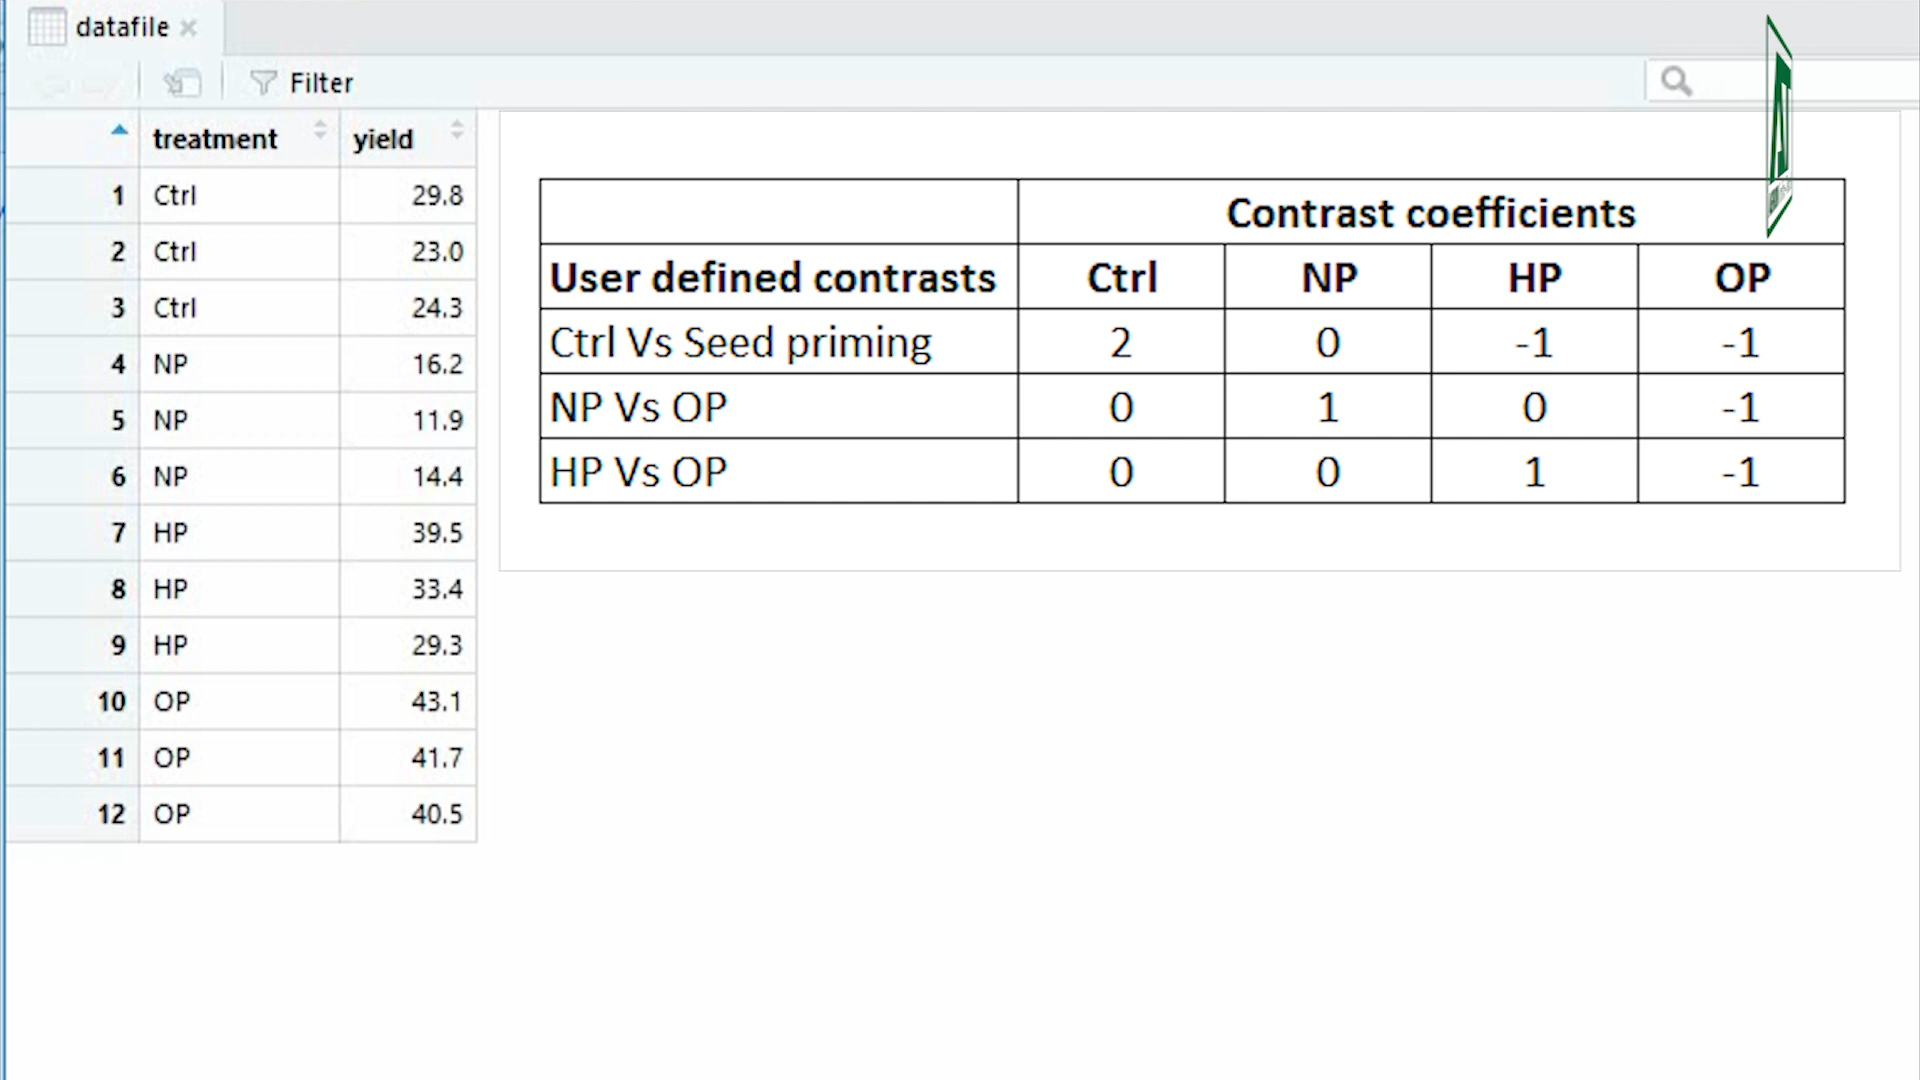 datafile
Filter
treatment yield
1 Ctrl 29.8
2 Ctrl 23.0
3 Ctrl 24.3
4 NP 16.2
5 NP 11.9
6 NP 14.4
7 HP 39.5
8 HP 33.4
9 HP 29.3
10 OP 43.1
11 OP 41.7
12 OP 40.5
Contrast coefficients
User defined contrasts Ctrl NP HP OP
Ctrl Vs Seed priming 2 0 -1 -1
NP Vs OP 0 1 0 -1
HP Vs OP 0 0 1 -1